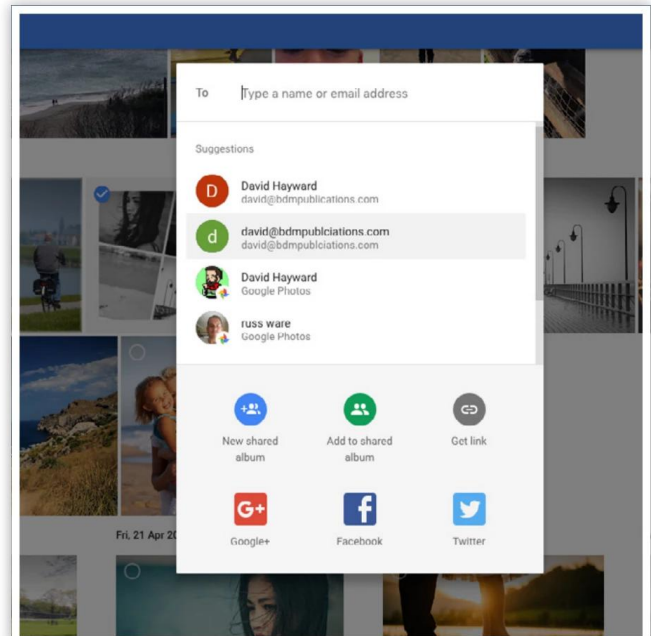 To Type a name or email address
Suggestions
D David Hayward
david@bdmpublications.com
d david@bdmpublciations.com
david@bdmpublciations.com
David Hayward
Google Photos
russ ware
Google Photos
New shared album
Add to shared album
Get link
G+
Google+
f
Facebook
Twitter
Fri, 21 Apr 20